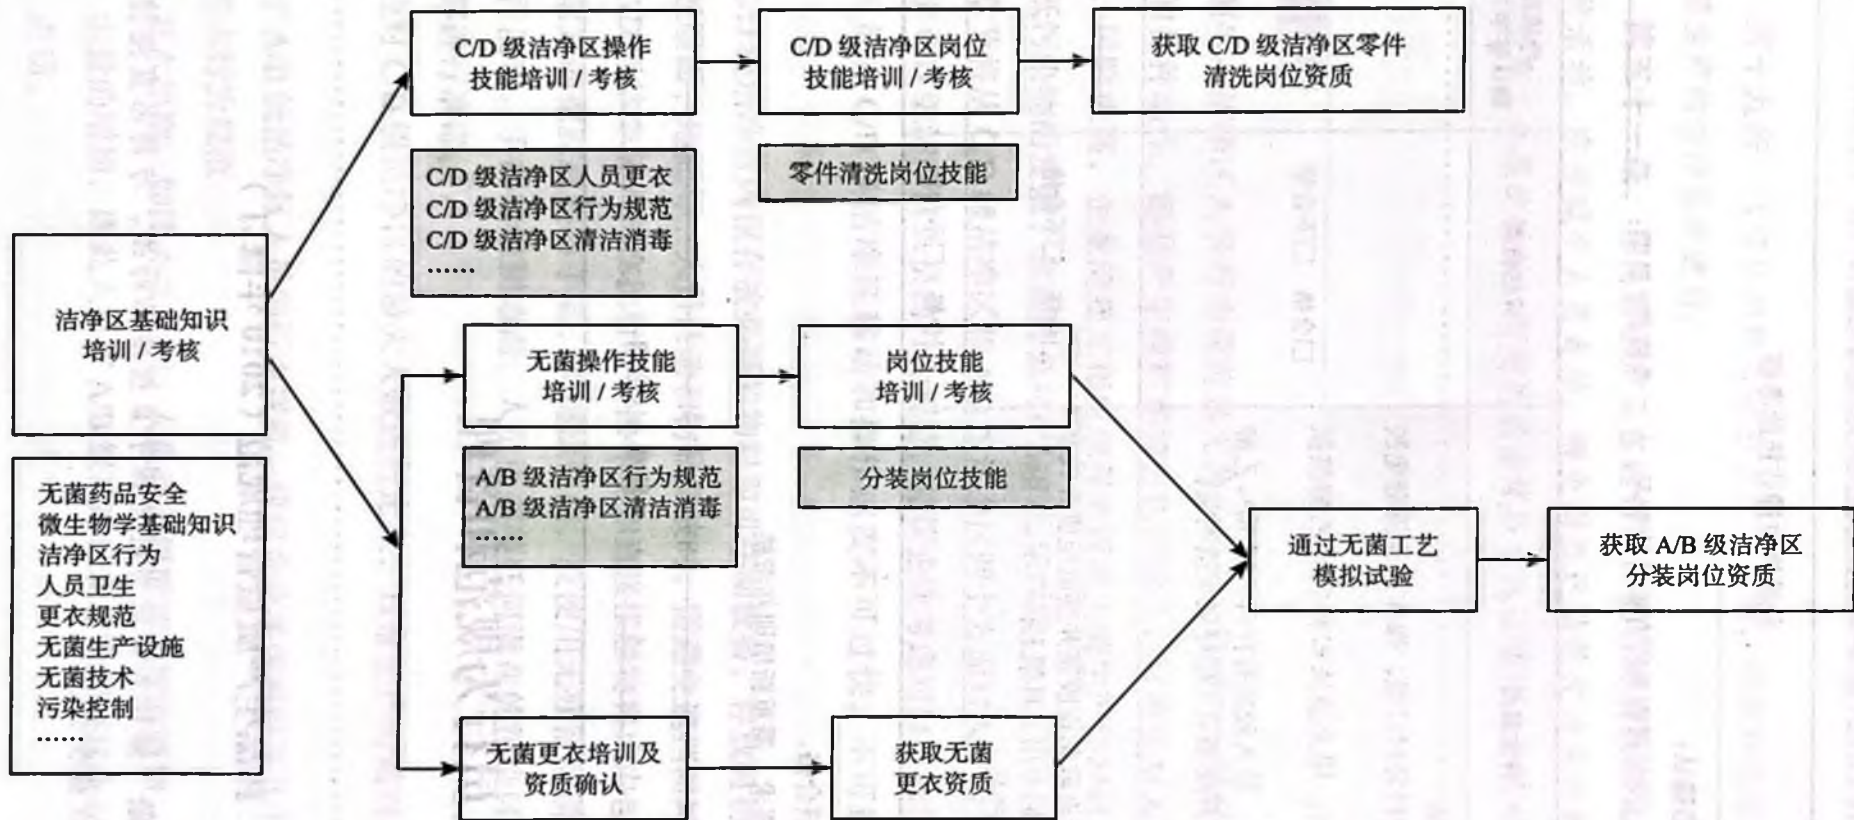 C/D 级洁净区操作
技能培训 / 考核
C/D 级洁净区岗位
技能培训 / 考核
获取 C/D 级洁净区零件
清洗岗位资质
C/D 级洁净区人员更衣
C/D 级洁净区行为规范
C/D 级洁净区清洁消毒
……
零件清洗岗位技能
洁净区基础知识
培训 / 考核
无菌药品安全
微生物学基础知识
洁净区行为
人员卫生
更衣规范
无菌生产设施
无菌技术
污染控制
……
无菌操作技能
培训 / 考核
岗位技能
培训 / 考核
A/B 级洁净区行为规范
A/B 级洁净区清洁消毒
……
分装岗位技能
无菌更衣培训及
资质确认
获取无菌
更衣资质
通过无菌工艺
模拟试验
获取 A/B 级洁净区
分装岗位资质